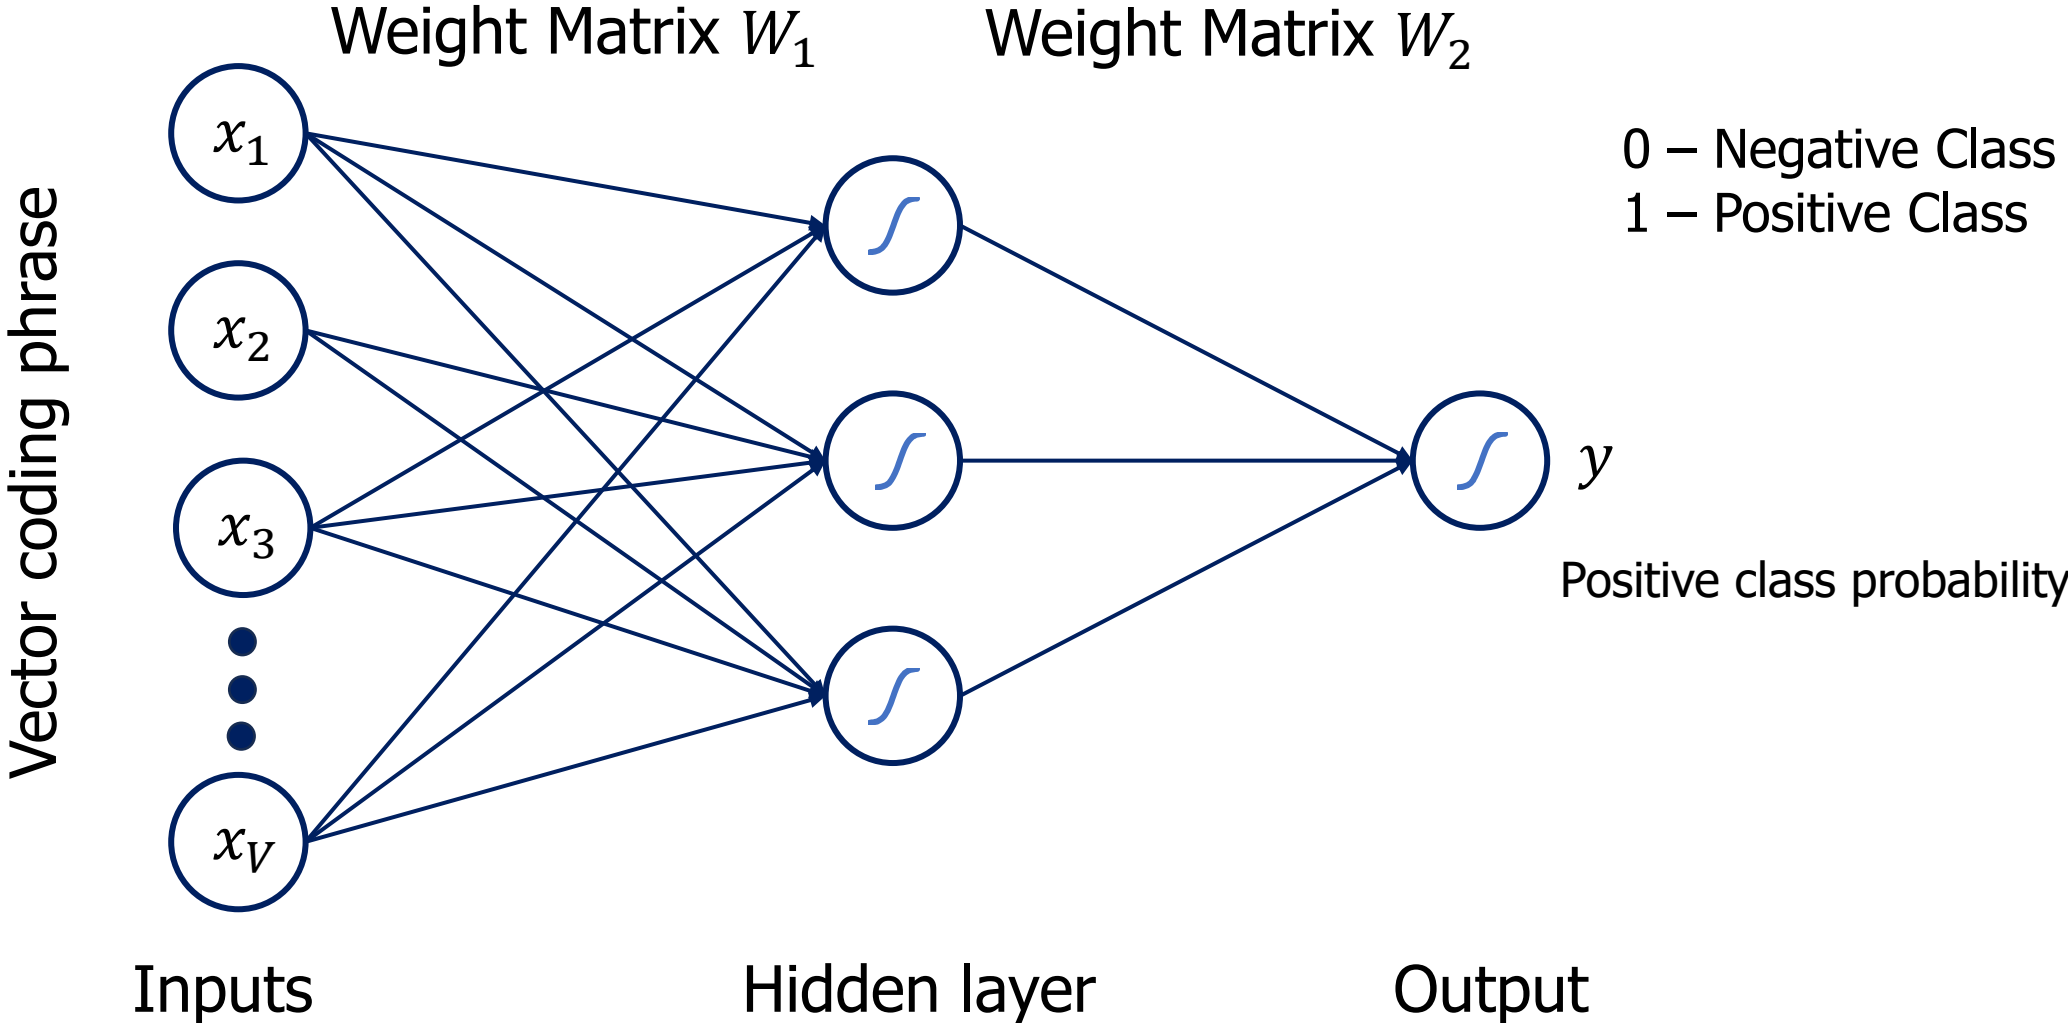 Weight Matrix W₁
Weight Matrix W₂
0 – Negative Class
1 – Positive Class
Vector coding phrase
x₁
x₂
x₃
x_V
y
Positive class probability
Inputs
Hidden layer
Output